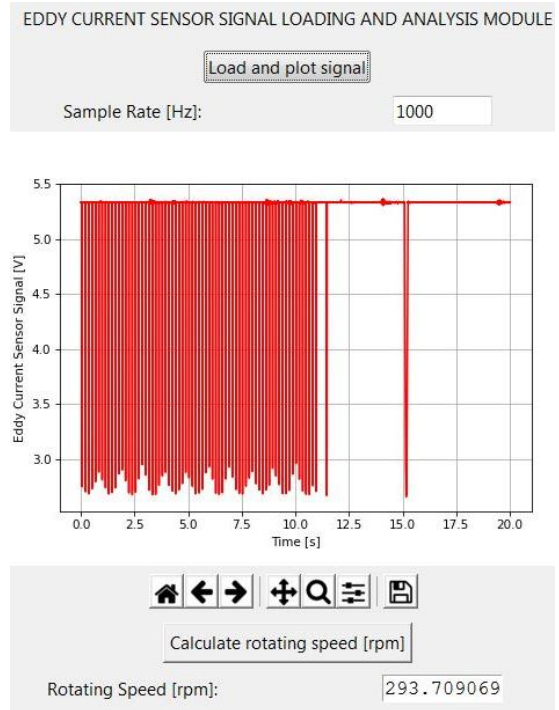 EDDY CURRENT SENSOR SIGNAL LOADING AND ANALYSIS MODULE
Load and plot signal
Sample Rate [Hz]: 1000
5.5
5.0
4.5
4.0
3.5
3.0
Eddy Current Sensor Signal [V]
0.0 2.5 5.0 7.5 10.0 12.5 15.0 17.5 20.0
Time [s]
Calculate rotating speed [rpm]
Rotating Speed [rpm]: 293.709069